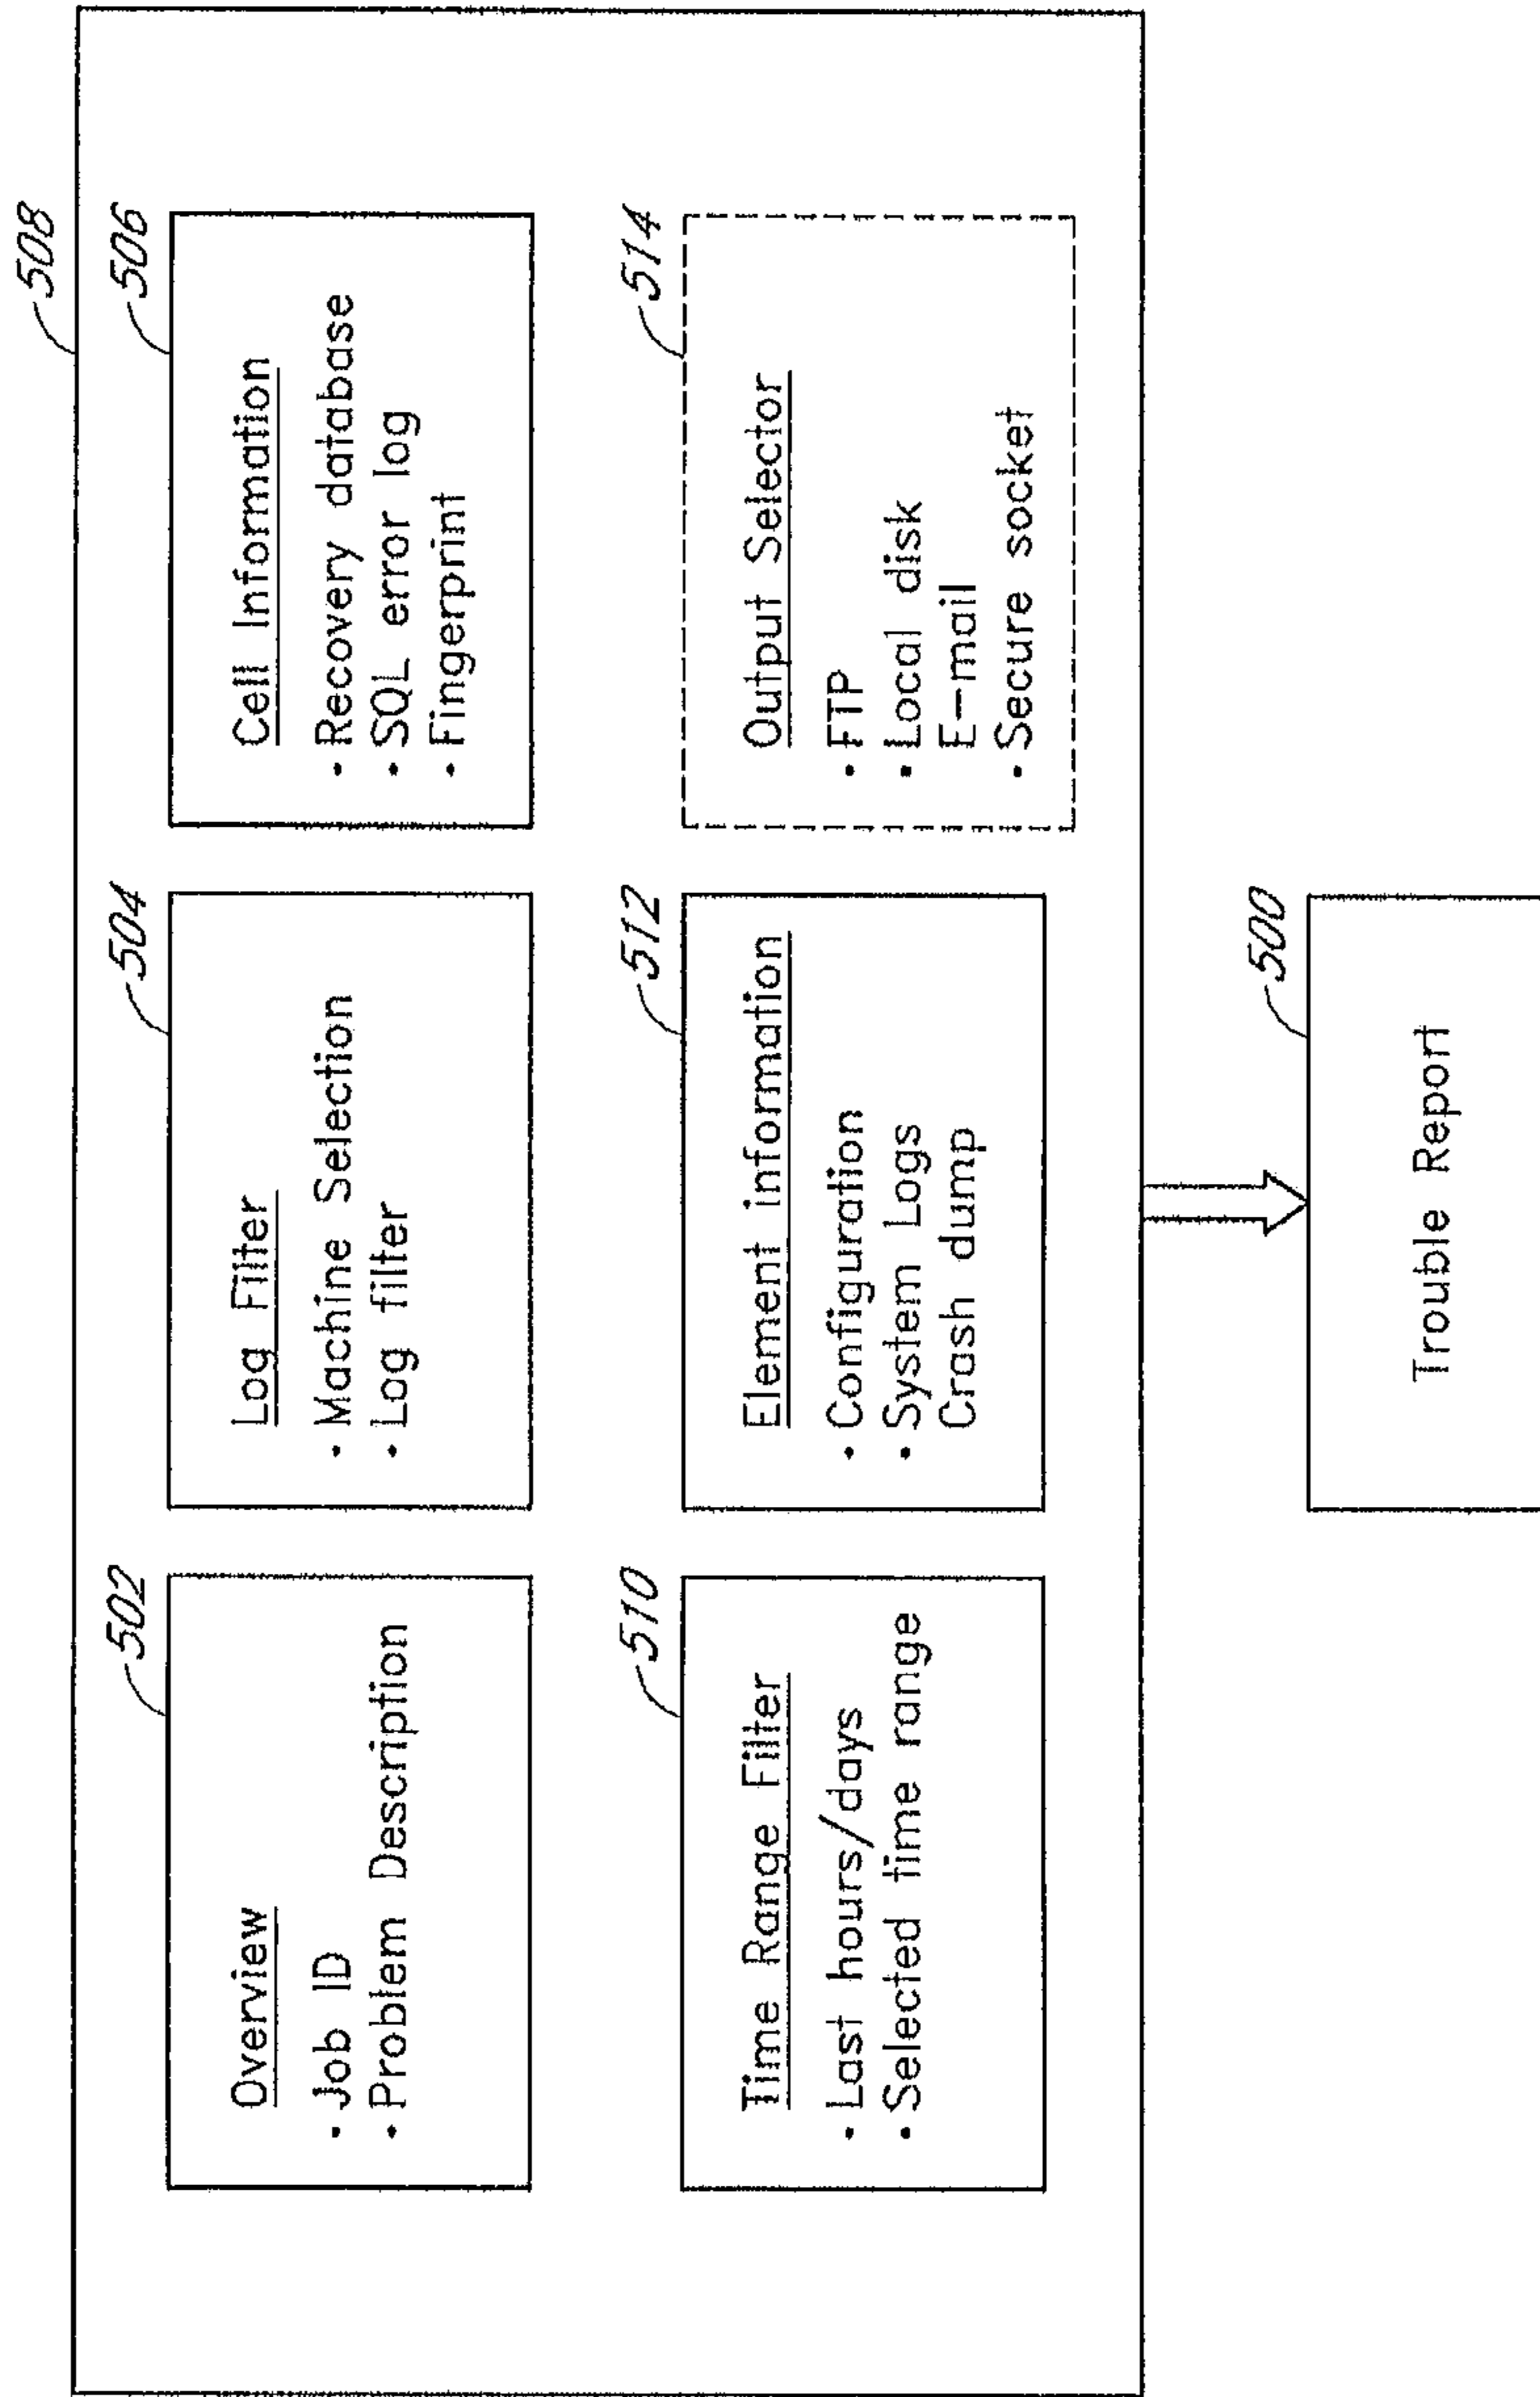 508
502
Overview
• Job ID
• Problem Description
504
Log Filter
• Machine Selection
• Log filter
506
Cell Information
• Recovery database
• SQL error log
• Fingerprint
510
Time Range Filter
• Last hours/days
• Selected time range
512
Element information
• Configuration
• System Logs
Crash dump
514
Output Selector
• FTP
• Local disk
E-mail
• Secure socket
500
Trouble Report